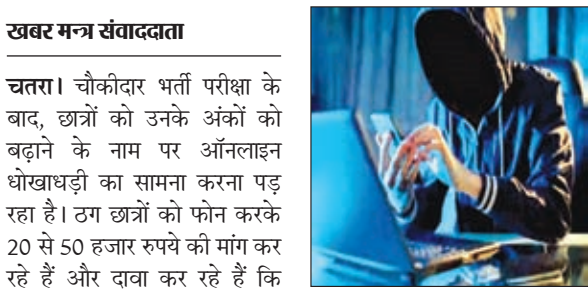 खबर मन्त्र संवाददाता
चतरा। चौकीदार भर्ती परीक्षा के
बाद, छात्रों को उनके अंकों को
बढ़ाने के नाम पर ऑनलाइन
धोखाधड़ी का सामना करना पड़
रहा है। ठग छात्रों को फोन करके
20 से 50 हजार रुपये की मांग कर
रहे हैं और दावा कर रहे हैं कि